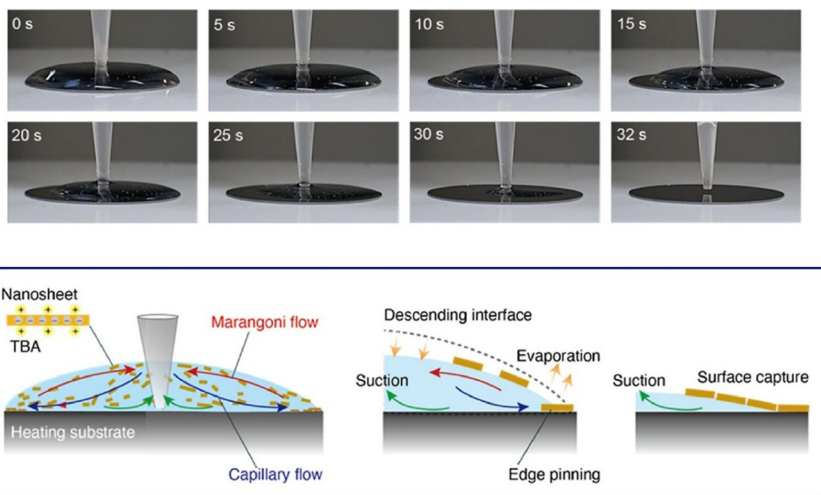 0 s
5 s
10 s
15 s
20 s
25 s
30 s
32 s
Nanosheet
+ + +
− − − − − −
+ + +
TBA
Marangoni flow
Heating substrate
Capillary flow
Descending interface
Evaporation
Suction
Edge pinning
Suction
Surface capture